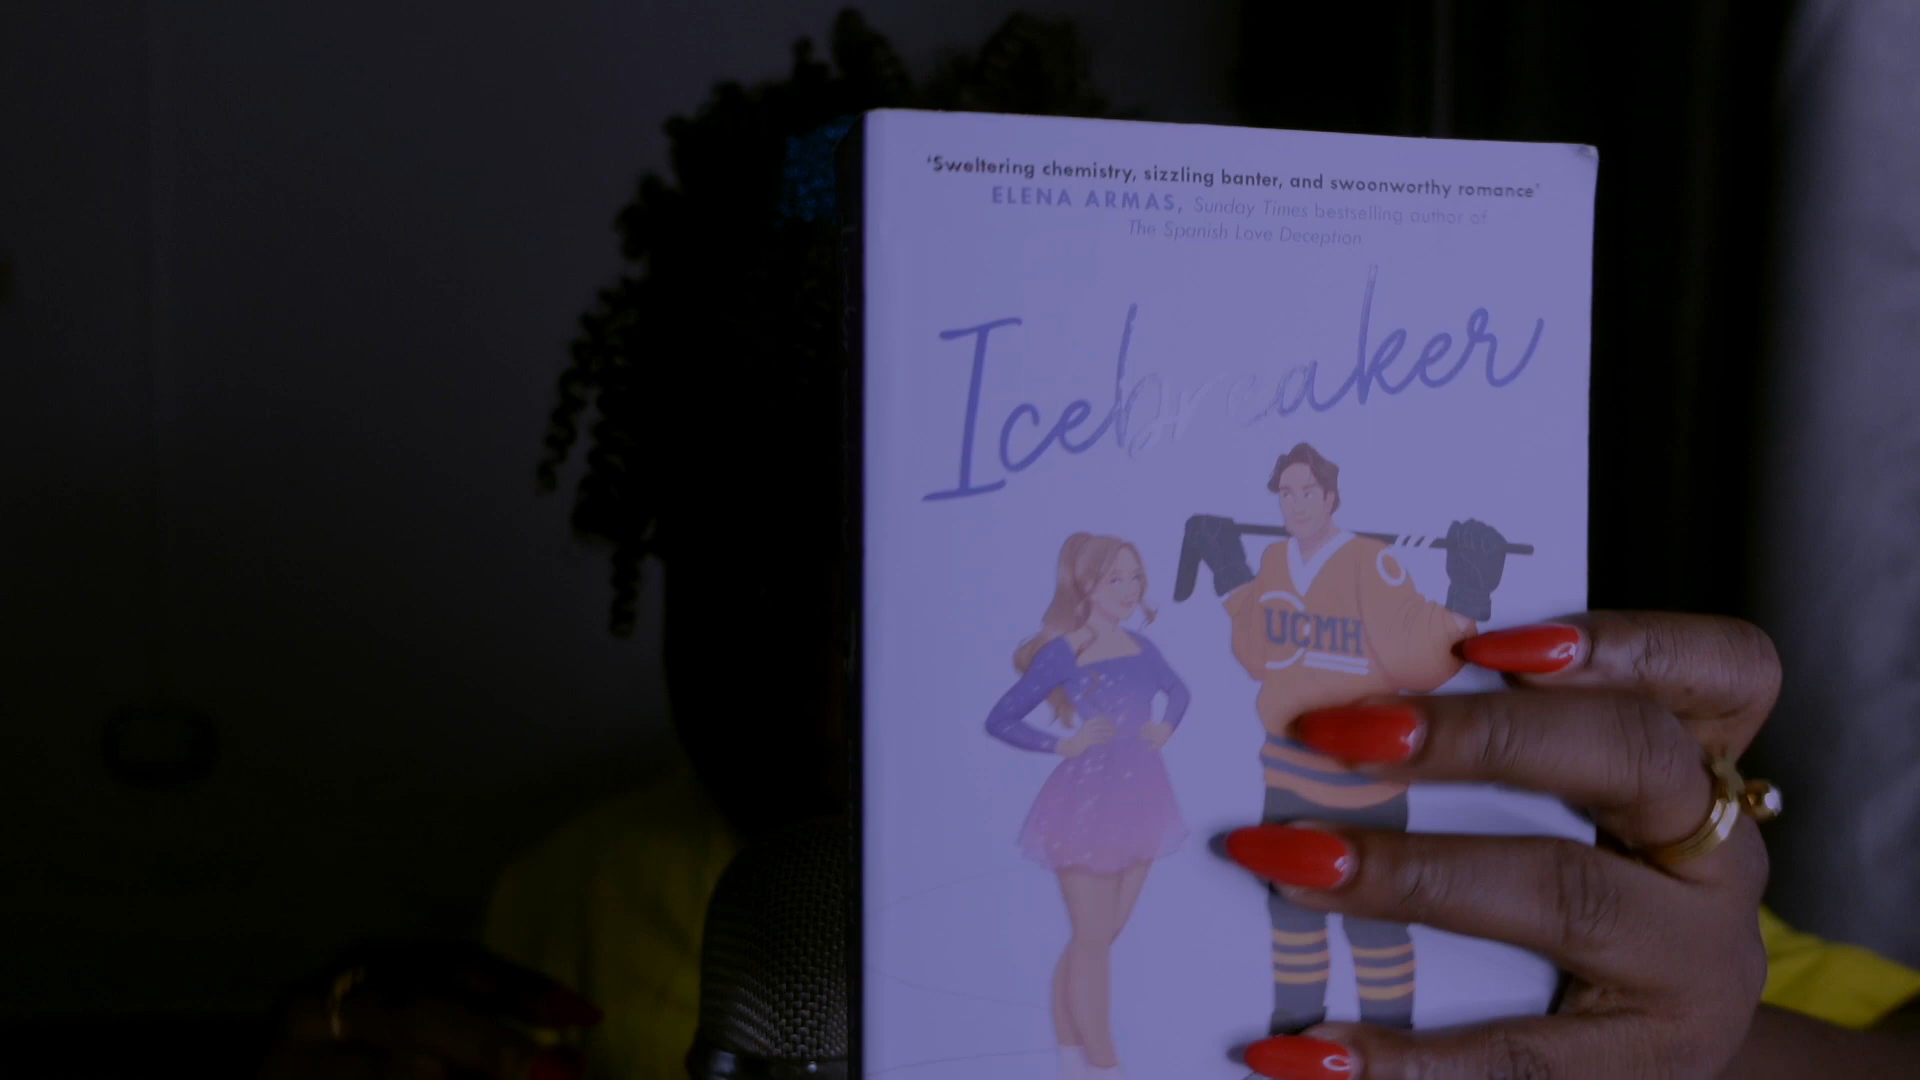 'Sweltering chemistry, sizzling banter, and swoonworthy romance'
ELENA ARMAS, Sunday Times bestselling author of
The Spanish Love Deception
Icebreaker
UCMH